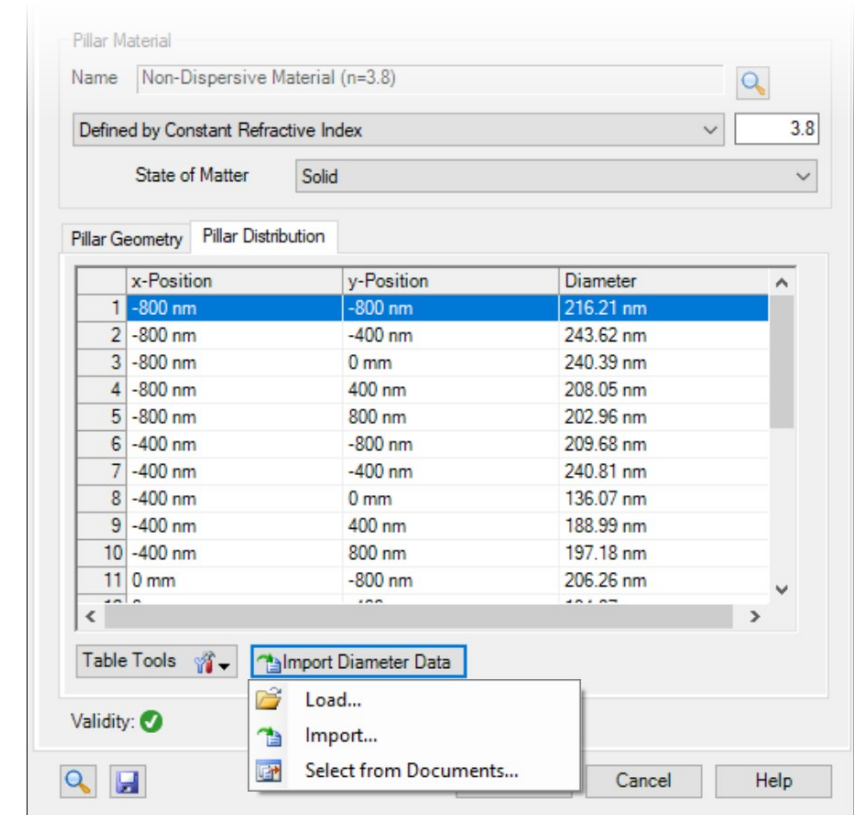 Pillar Material
Name Non-Dispersive Material (n=3.8)
Defined by Constant Refractive Index 3.8
State of Matter Solid
Pillar Geometry Pillar Distribution
x-Position y-Position Diameter
1 -800 nm -800 nm 216.21 nm
2 -800 nm -400 nm 243.62 nm
3 -800 nm 0 mm 240.39 nm
4 -800 nm 400 nm 208.05 nm
5 -800 nm 800 nm 202.96 nm
6 -400 nm -800 nm 209.68 nm
7 -400 nm -400 nm 240.81 nm
8 -400 nm 0 mm 136.07 nm
9 -400 nm 400 nm 188.99 nm
10 -400 nm 800 nm 197.18 nm
11 0 mm -800 nm 206.26 nm
Table Tools Import Diameter Data
Load...
Validity:
Import...
Select from Documents...
Cancel Help